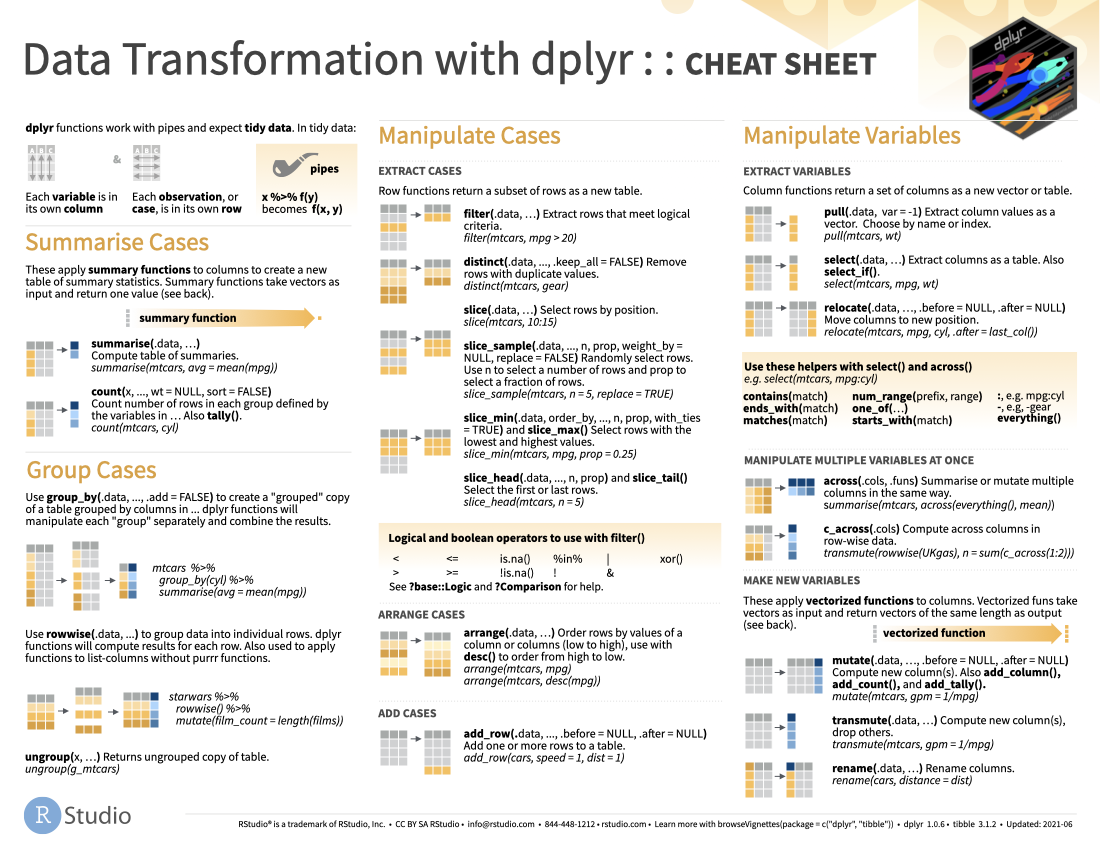 Data Transformation with dplyr : : CHEAT SHEET
dplyr
dplyr functions work with pipes and expect tidy data. In tidy data:
A B C
&
A B C
pipes
Each variable is in
its own column
Each observation, or
case, is in its own row
x %>% f(y)
becomes f(x, y)
Summarise Cases
These apply summary functions to columns to create a new
table of summary statistics. Summary functions take vectors as
input and return one value (see back).
summary function
summarise(.data, …)
Compute table of summaries.
summarise(mtcars, avg = mean(mpg))
count(x, ..., wt = NULL, sort = FALSE)
Count number of rows in each group defined by
the variables in … Also tally().
count(mtcars, cyl)
Group Cases
Use group_by(.data, ..., .add = FALSE) to create a "grouped" copy
of a table grouped by columns in ... dplyr functions will
manipulate each "group" separately and combine the results.
mtcars %>%
group_by(cyl) %>%
summarise(avg = mean(mpg))
Use rowwise(.data, ...) to group data into individual rows. dplyr
functions will compute results for each row. Also used to apply
functions to list-columns without purrr functions.
starwars %>%
rowwise() %>%
mutate(film_count = length(films))
ungroup(x, …) Returns ungrouped copy of table.
ungroup(g_mtcars)
Manipulate Cases
EXTRACT CASES
Row functions return a subset of rows as a new table.
filter(.data, …) Extract rows that meet logical
criteria.
filter(mtcars, mpg > 20)
distinct(.data, ..., .keep_all = FALSE) Remove
rows with duplicate values.
distinct(mtcars, gear)
slice(.data, …) Select rows by position.
slice(mtcars, 10:15)
slice_sample(.data, ..., n, prop, weight_by =
NULL, replace = FALSE) Randomly select rows.
Use n to select a number of rows and prop to
select a fraction of rows.
slice_sample(mtcars, n = 5, replace = TRUE)
slice_min(.data, order_by, ..., n, prop, with_ties
= TRUE) and slice_max() Select rows with the
lowest and highest values.
slice_min(mtcars, mpg, prop = 0.25)
slice_head(.data, ..., n, prop) and slice_tail()
Select the first or last rows.
slice_head(mtcars, n = 5)
Logical and boolean operators to use with filter()
< <= is.na() %in% | xor()
> >= !is.na() ! &
See ?base::Logic and ?Comparison for help.
ARRANGE CASES
arrange(.data, …) Order rows by values of a
column or columns (low to high), use with
desc() to order from high to low.
arrange(mtcars, mpg)
arrange(mtcars, desc(mpg))
ADD CASES
add_row(.data, ..., .before = NULL, .after = NULL)
Add one or more rows to a table.
add_row(cars, speed = 1, dist = 1)
Manipulate Variables
EXTRACT VARIABLES
Column functions return a set of columns as a new vector or table.
pull(.data, var = -1) Extract column values as a
vector. Choose by name or index.
pull(mtcars, wt)
select(.data, …) Extract columns as a table. Also
select_if().
select(mtcars, mpg, wt)
relocate(.data, …, .before = NULL, .after = NULL)
Move columns to new position.
relocate(mtcars, mpg, cyl, .after = last_col())
Use these helpers with select() and across()
e.g. select(mtcars, mpg:cyl)
contains(match) num_range(prefix, range) :, e.g. mpg:cyl
ends_with(match) one_of(…) -, e.g, -gear
matches(match) starts_with(match) everything()
MANIPULATE MULTIPLE VARIABLES AT ONCE
across(.cols, .funs) Summarise or mutate multiple
columns in the same way.
summarise(mtcars, across(everything(), mean))
c_across(.cols) Compute across columns in
row-wise data.
transmute(rowwise(UKgas), n = sum(c_across(1:2)))
MAKE NEW VARIABLES
These apply vectorized functions to columns. Vectorized funs take
vectors as input and return vectors of the same length as output
(see back).
vectorized function
mutate(.data, …, .before = NULL, .after = NULL)
Compute new column(s). Also add_column(),
add_count(), and add_tally().
mutate(mtcars, gpm = 1/mpg)
transmute(.data, …) Compute new column(s),
drop others.
transmute(mtcars, gpm = 1/mpg)
rename(.data, …) Rename columns.
rename(cars, distance = dist)
R Studio
RStudio® is a trademark of RStudio, Inc. • CC BY SA RStudio • info@rstudio.com • 844-448-1212 • rstudio.com • Learn more with browseVignettes(package = c("dplyr", "tibble")) • dplyr 1.0.6 • tibble 3.1.2 • Updated: 2021-06